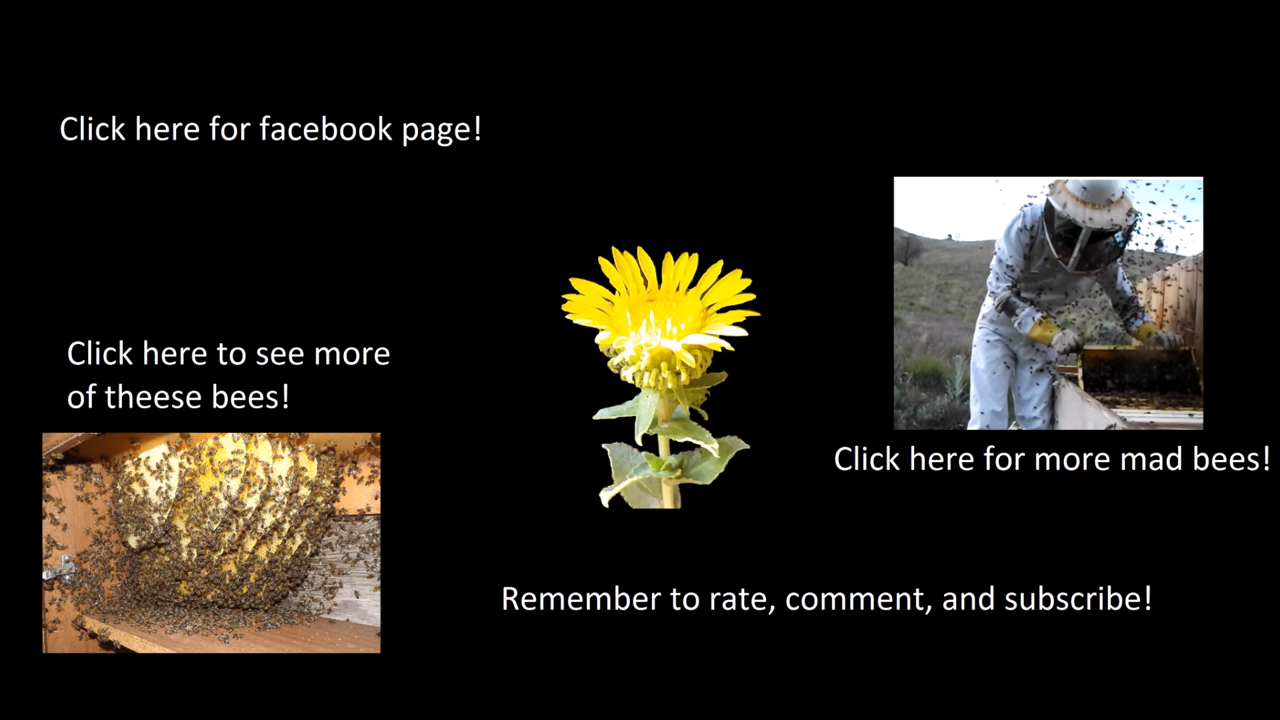 Click here for facebook page!
Click here to see more
of theese bees!
Click here for more mad bees!
Remember to rate, comment, and subscribe!